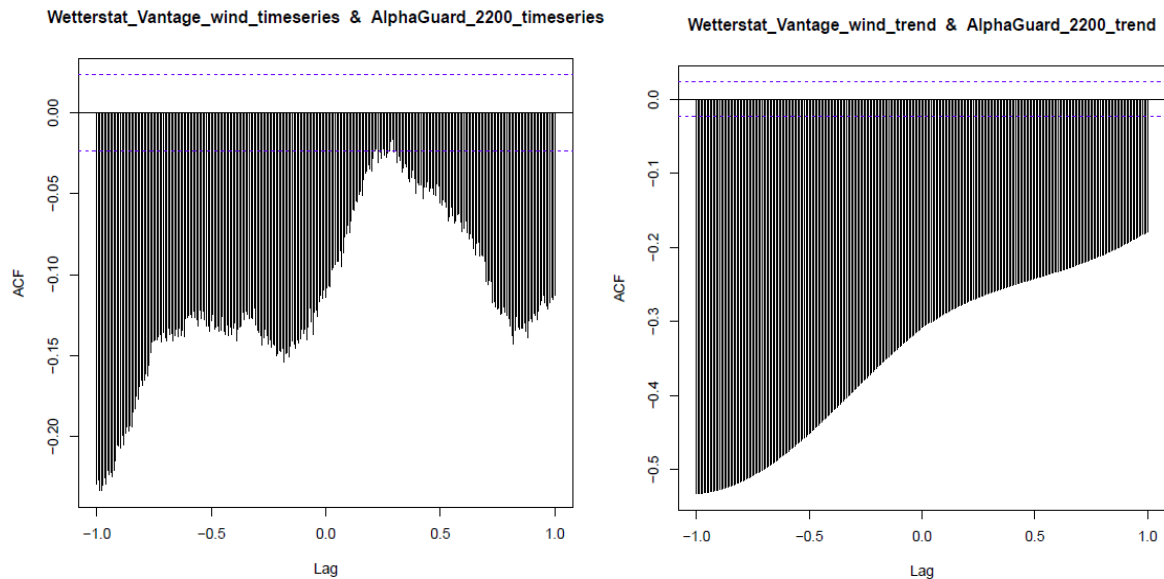 Wetterstat_Vantage_wind_timeseries & AlphaGuard_2200_timeseries
ACF
0.00
−0.05
−0.10
−0.15
−0.20
−1.0 −0.5 0.0 0.5 1.0
Lag
Wetterstat_Vantage_wind_trend & AlphaGuard_2200_trend
ACF
0.0
−0.1
−0.2
−0.3
−0.4
−0.5
−1.0 −0.5 0.0 0.5 1.0
Lag